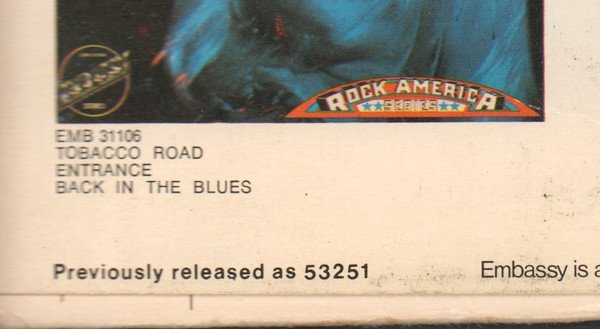 ROCK AMERICA
SERIES
EMB 31106
TOBACCO ROAD
ENTRANCE
BACK IN THE BLUES
Previously released as 53251
Embassy is a